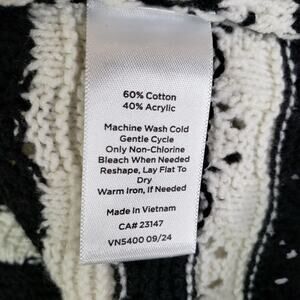 60% Cotton
40% Acrylic
Machine Wash Cold
Gentle Cycle
Only Non-Chlorine
Bleach When Needed
Reshape, Lay Flat To
Dry
Warm Iron, If Needed
Made In Vietnam
CA# 23147
VN5400 09/24